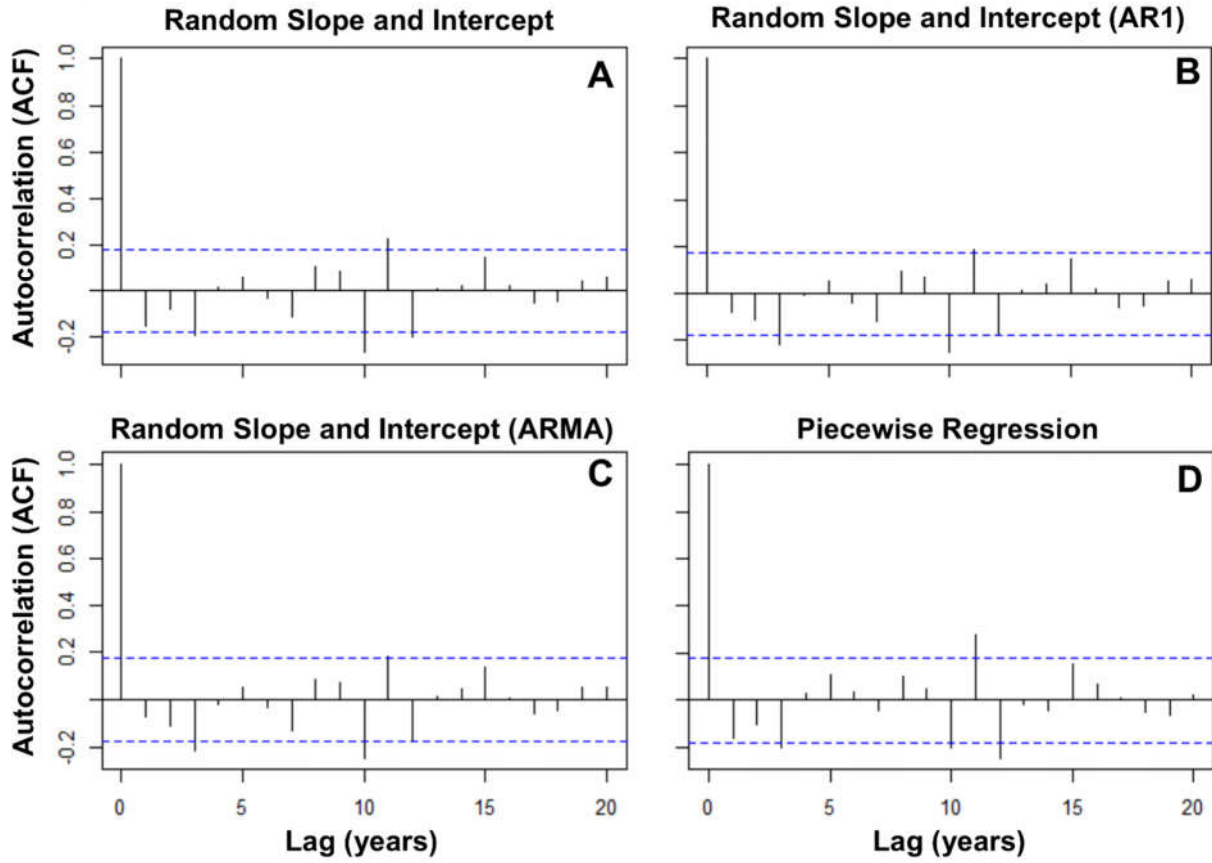 Random Slope and Intercept
Random Slope and Intercept (AR1)
Autocorrelation (ACF)
1.0
0.8
0.6
0.4
0.2
-0.2
A
B
Random Slope and Intercept (ARMA)
Piecewise Regression
Autocorrelation (ACF)
1.0
0.8
0.6
0.4
0.2
-0.2
C
D
0 5 10 15 20
0 5 10 15 20
Lag (years)
Lag (years)